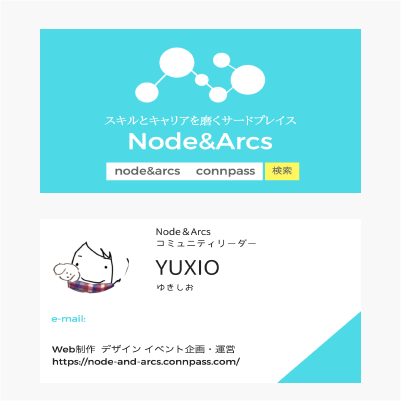 スキルとキャリアを磨くサードプレイス
Node&Arcs
node&arcs connpass 検索
Node＆Arcs
コミュニティリーダー
YUXIO
ゆきしお
e-mail:
Web制作 デザイン イベント企画・運営
https://node-and-arcs.connpass.com/